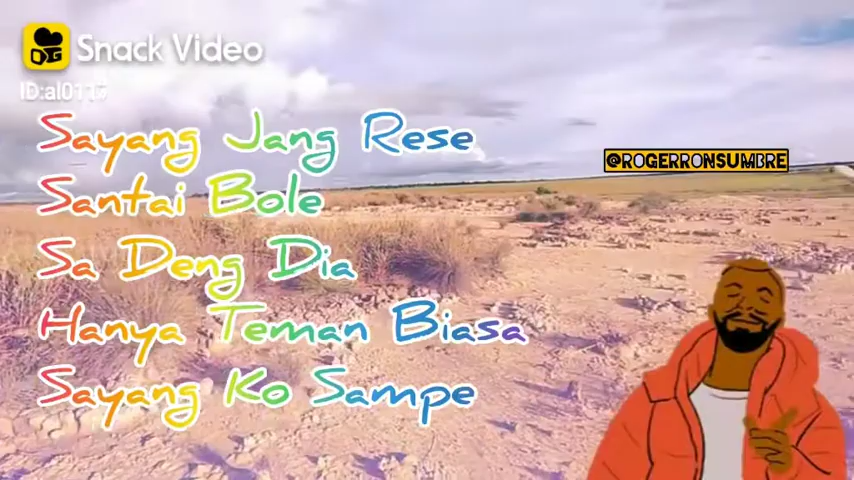 Snack Video
ID:al0117
Sayang Jang Rese
@ROGERRONSUMBRE
Santai Bole
Sa Deng Dia
Hanya Teman Biasa
Sayang Ko Sampe